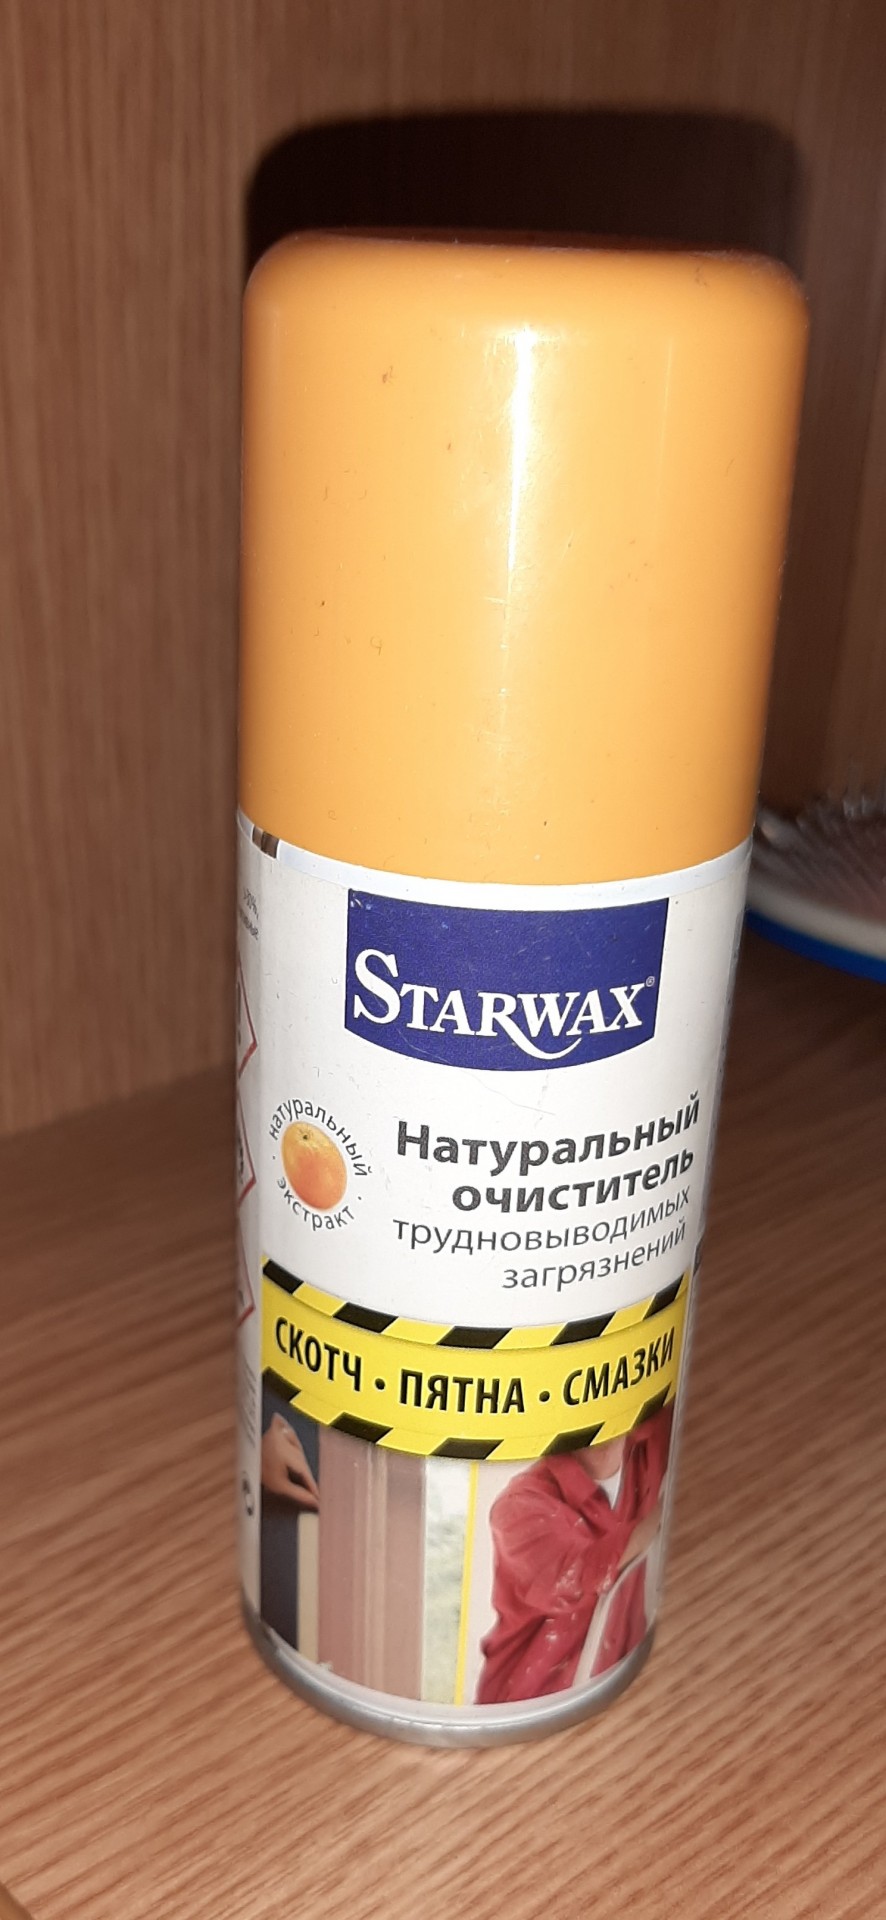 STARWAX®
натуральный
экстракт
Натуральный
очиститель
трудновыводимых
загрязнений
СКОТЧ • ПЯТНА • СМАЗКИ